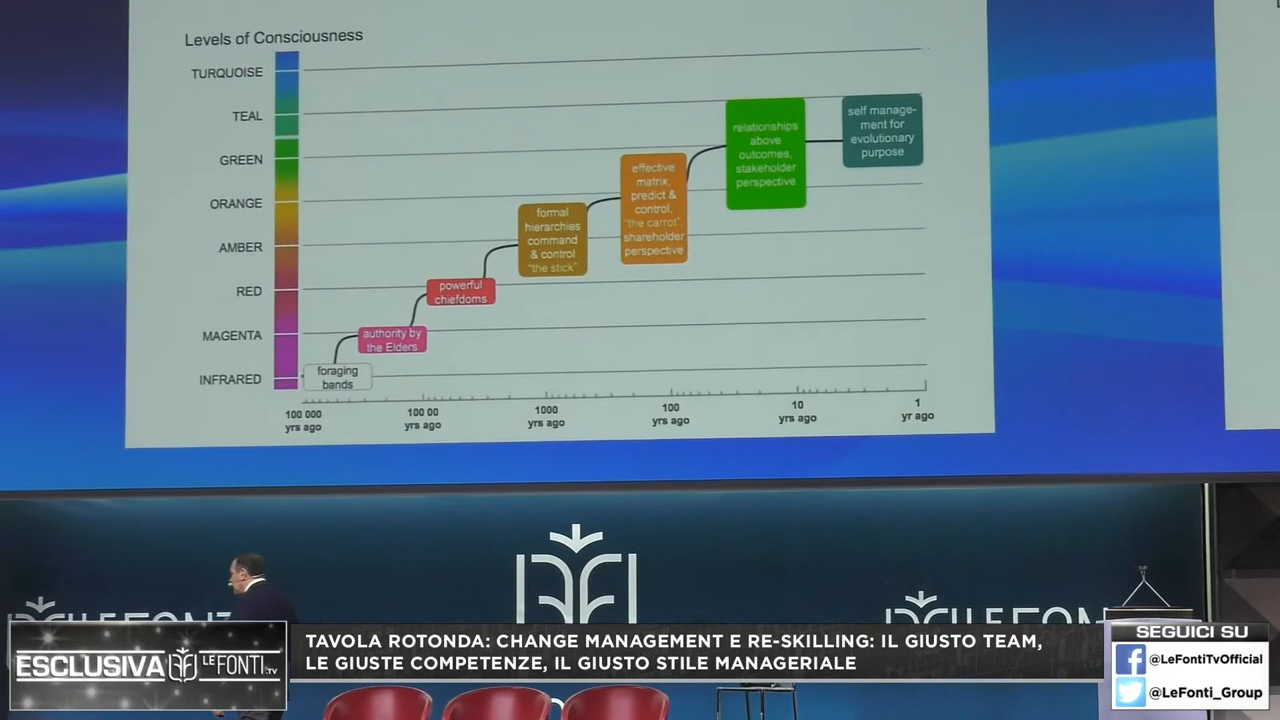 Levels of Consciousness
TURQUOISE
TEAL
GREEN
ORANGE
AMBER
RED
MAGENTA
INFRARED
foraging
bands
authority by
the Elders
powerful
chiefdoms
formal
hierarchies
command
& control
"the stick"
effective
matrix,
predict &
control,
"the carrot",
shareholder
perspective
relationships
above
outcomes,
stakeholder
perspective
self manage-
ment for
evolutionary
purpose
100 000
yrs ago
100 00
yrs ago
1000
yrs ago
100
yrs ago
10
yrs ago
1
yr ago
LE FON
ESCLUSIVA LE FONTI.TV
TAVOLA ROTONDA: CHANGE MANAGEMENT E RE-SKILLING: IL GIUSTO TEAM,
LE GIUSTE COMPETENZE, IL GIUSTO STILE MANAGERIALE
SEGUICI SU
@LeFontiTvOfficial
@LeFonti_Group